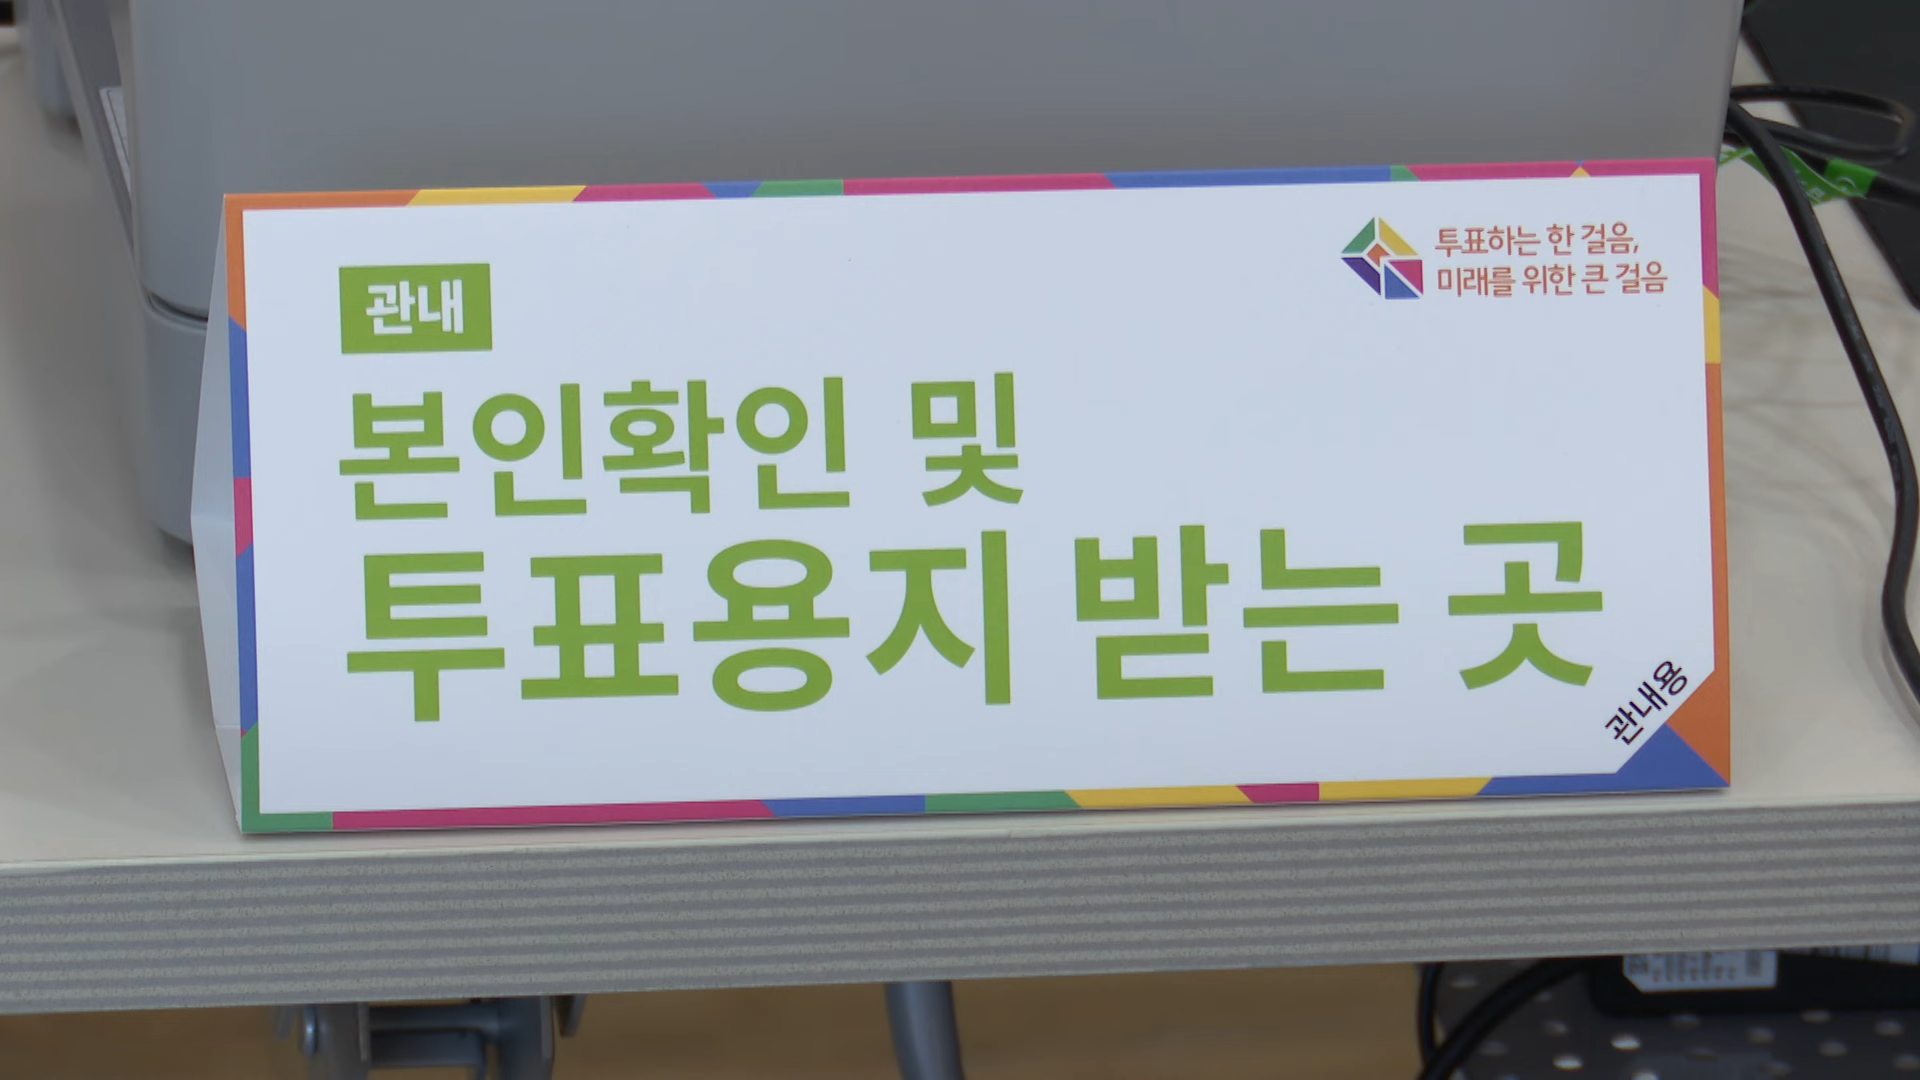 투표하는 한 걸음,
미래를 위한 큰 걸음
관내
본인확인 및
투표용지 받는 곳
관내용